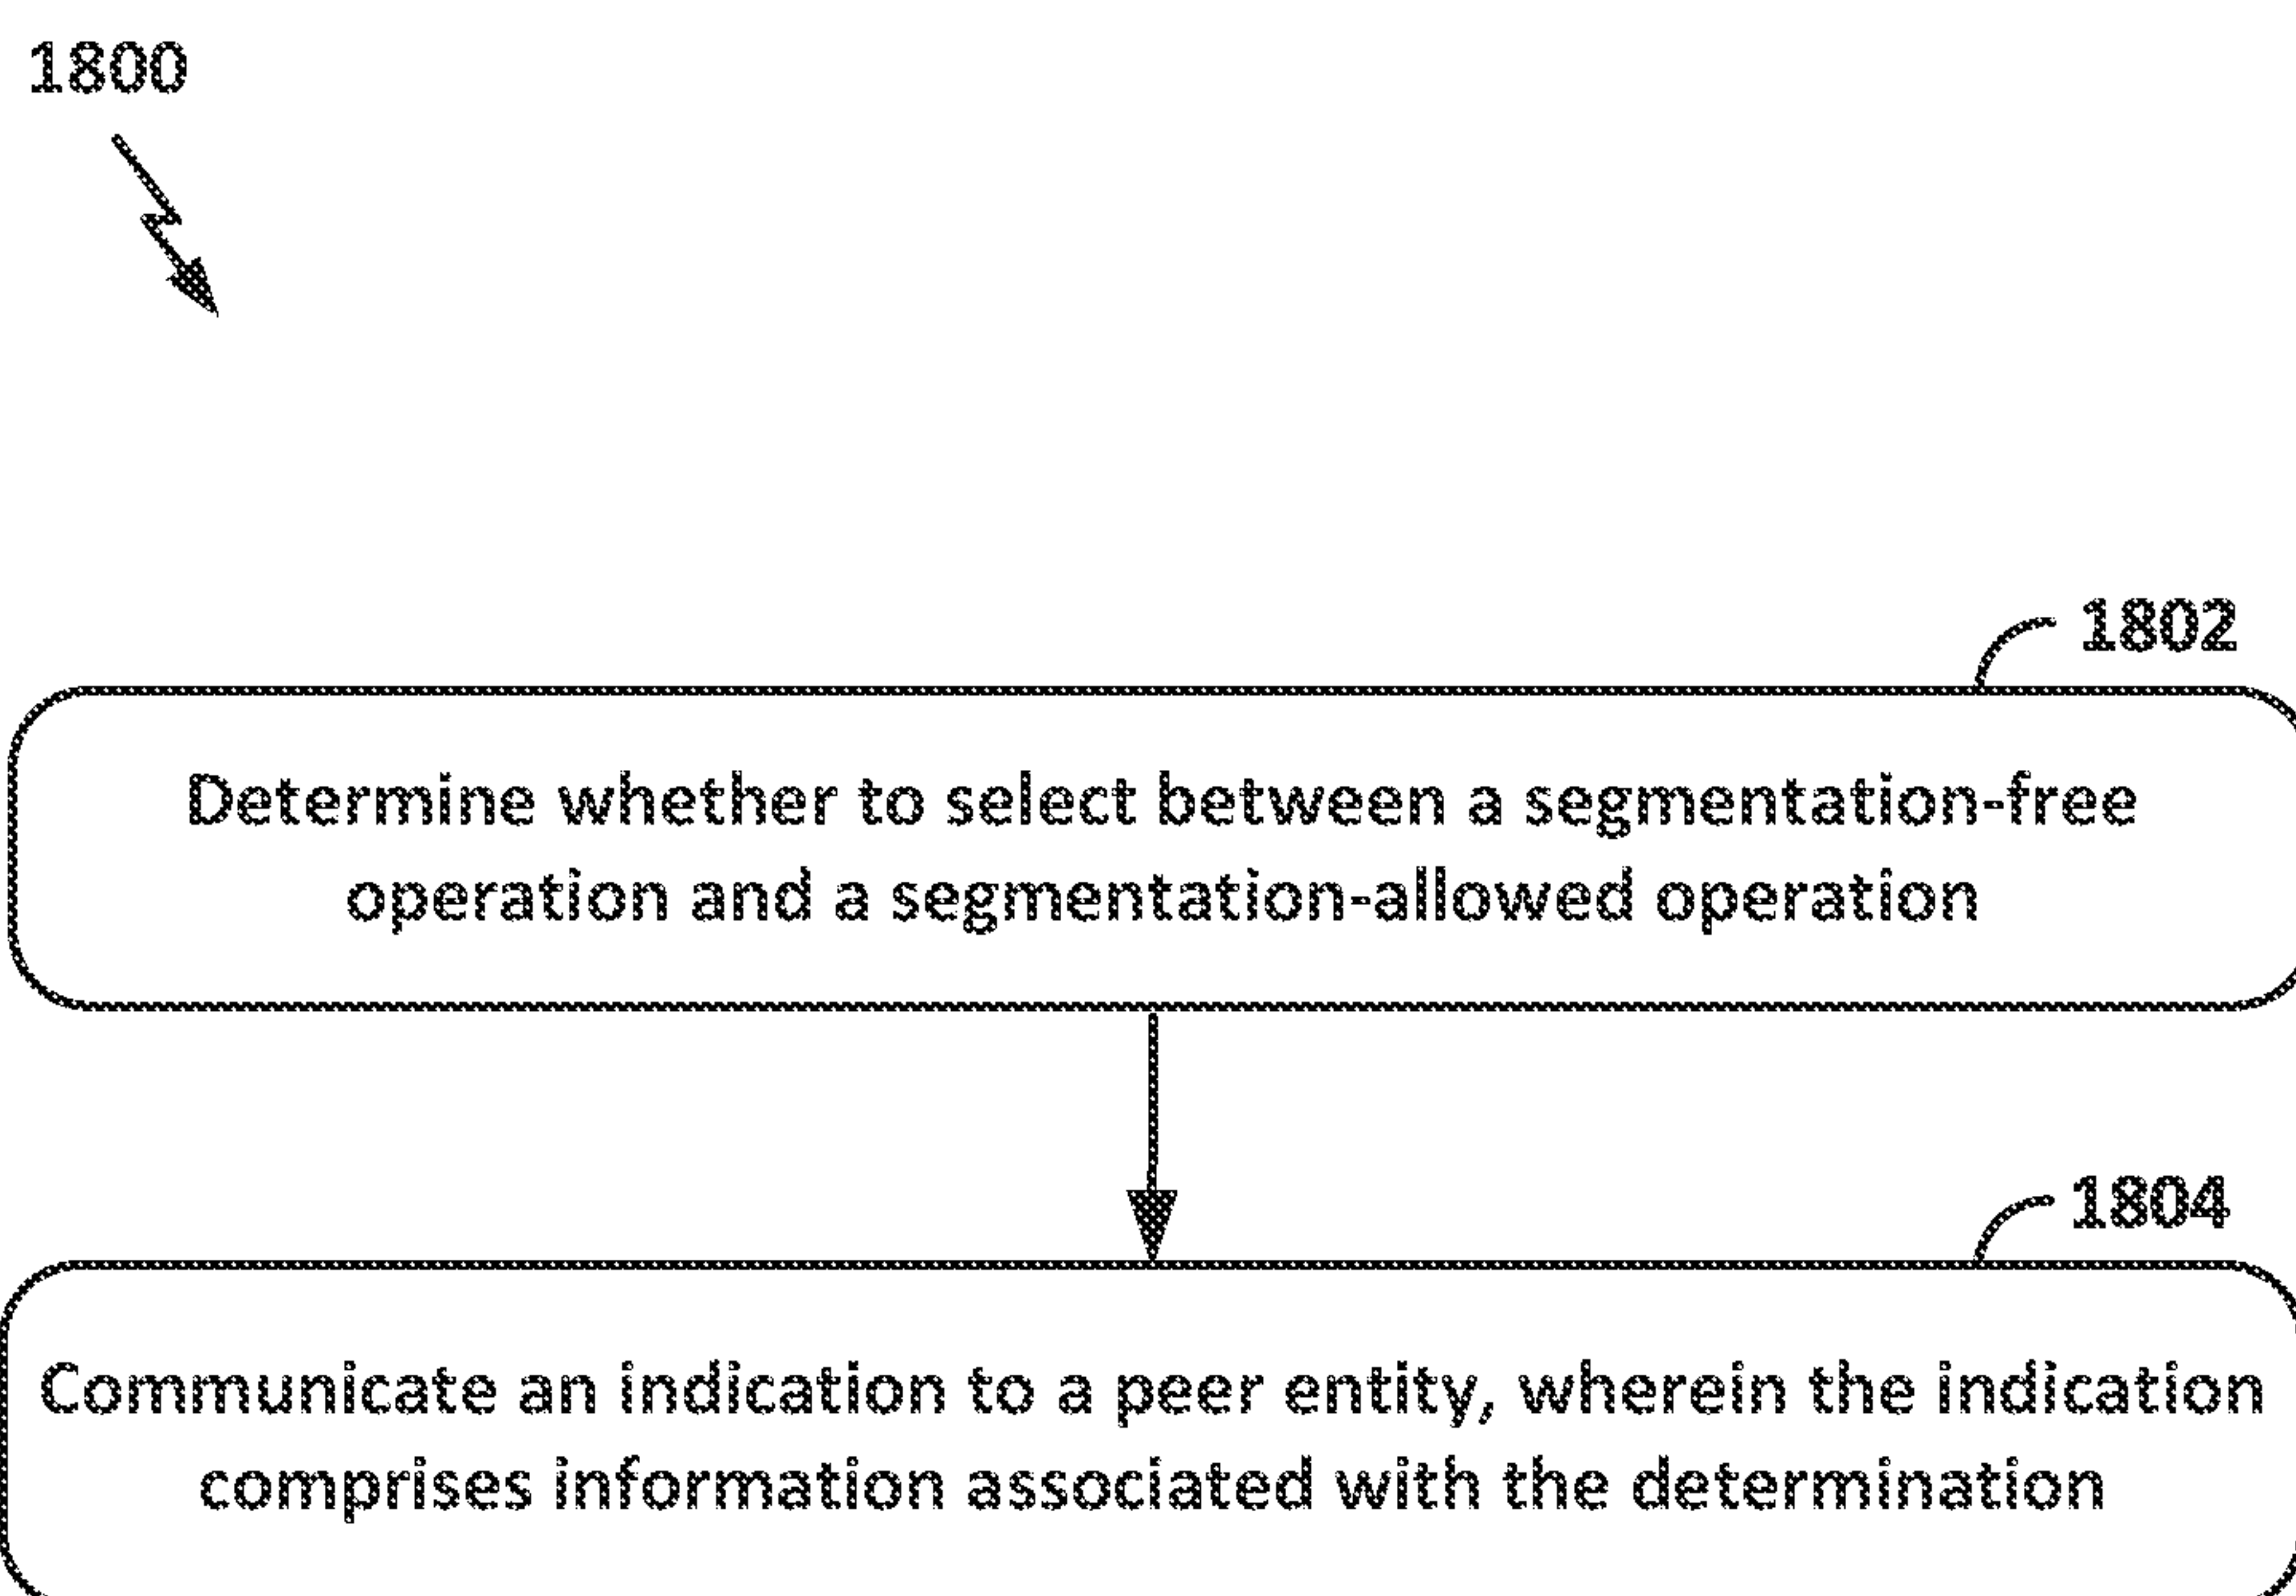 1800
1802
Determine whether to select between a segmentation-free
operation and a segmentation-allowed operation
1804
Communicate an indication to a peer entity, wherein the indication
comprises information associated with the determination